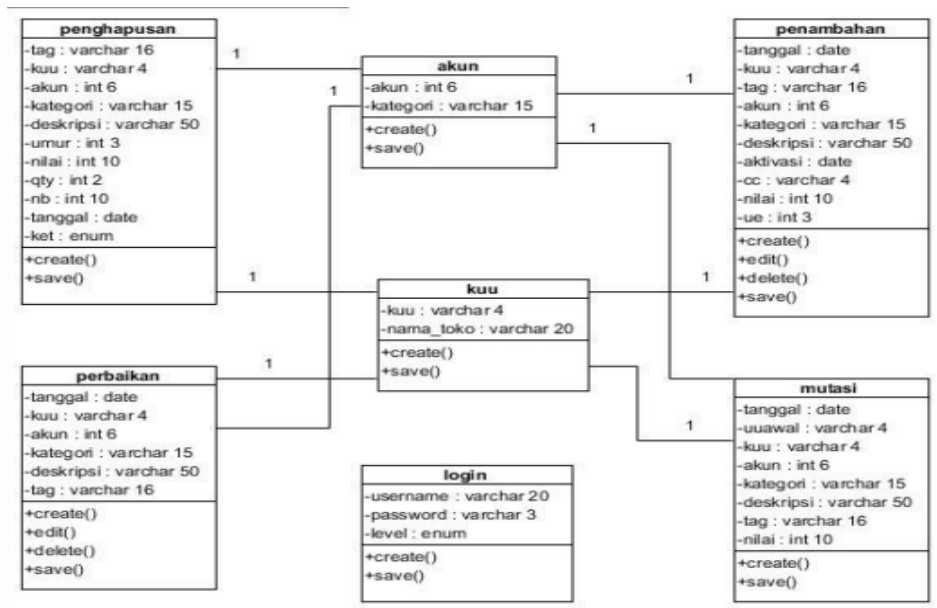 penghapusan
-tag : varchar 16
-kuu : varchar 4
-akun : int 6
-kategori : varchar 15
-deskripsi : varchar 50
-umur : int 3
-nilai : int 10
-qty : int 2
-nb : int 10
-tanggal : date
-ket : enum
+create()
+save()
1
1
akun
-akun : int 6
-kategori : varchar 15
+create()
+save()
1
1
penambahan
-tanggal : date
-kuu : varchar 4
-tag : varchar 16
-akun : int 6
-kategori : varchar 15
-deskripsi : varchar 50
-aktivasi : date
-cc : varchar 4
-nilai : int 10
-ue : int 3
+create()
+edit()
+delete()
+save()
1
kuu
-kuu : varchar 4
-nama_toko : varchar 20
+create()
+save()
1
perbaikan
-tanggal : date
-kuu : varchar 4
-akun : int 6
-kategori : varchar 15
-deskripsi : varchar 50
-tag : varchar 16
+create()
+edit()
+delete()
+save()
1
login
-username : varchar 20
-password : varchar 3
-level : enum
+create()
+save()
1
mutasi
-tanggal : date
-uuawal : varchar 4
-kuu : varchar 4
-akun : int 6
-kategori : varchar 15
-deskripsi : varchar 50
-tag : varchar 16
-nilai : int 10
+create()
+save()